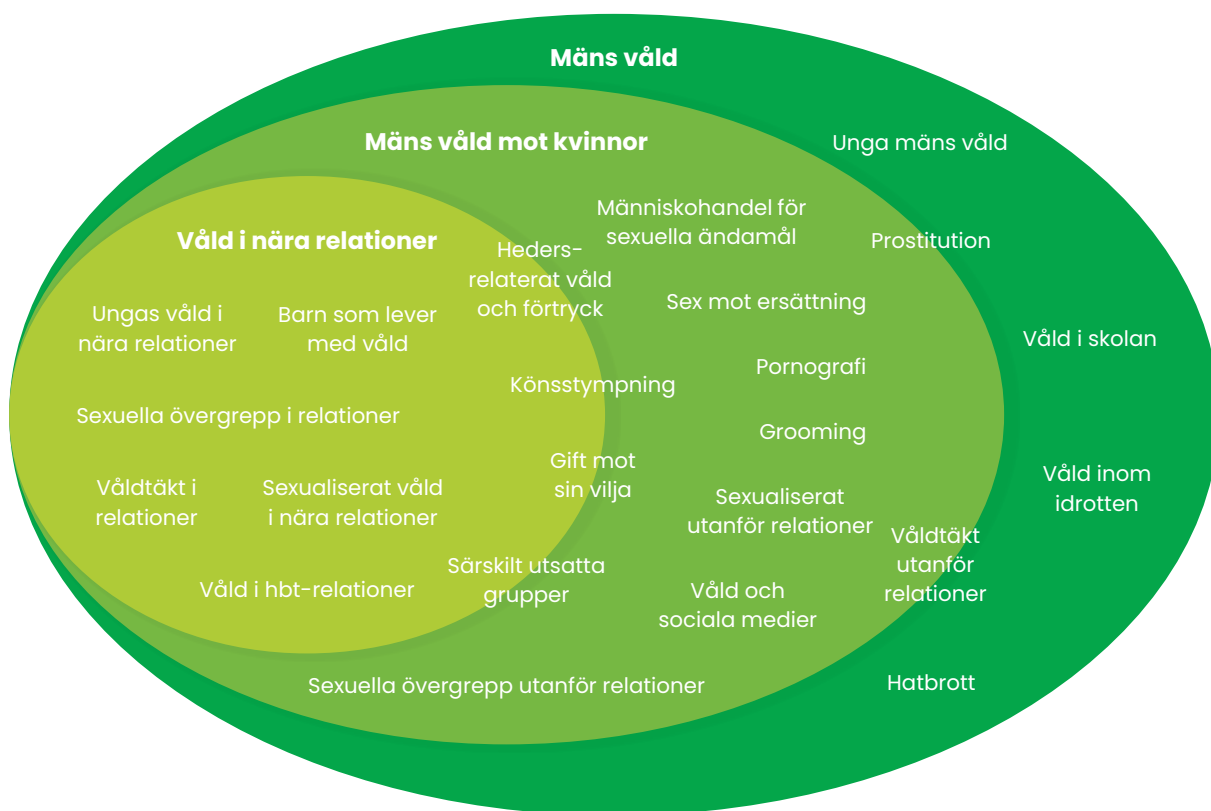 Mäns våld
Mäns våld mot kvinnor
Unga mäns våld
Våld i nära relationer
Människohandel för
sexuella ändamål
Prostitution
Heders-
relaterat våld
och förtryck
Sex mot ersättning
Ungas våld i
nära relationer
Barn som lever
med våld
Våld i skolan
Pornografi
Könsstympning
Sexuella övergrepp i relationer
Grooming
Gift mot
sin vilja
Våld inom
idrotten
Våldtäkt i
relationer
Sexualiserat våld
i nära relationer
Sexualiserat
utanför relationer
Våldtäkt
utanför
relationer
Särskilt utsatta
grupper
Våld i hbt-relationer
Våld och
sociala medier
Sexuella övergrepp utanför relationer
Hatbrott